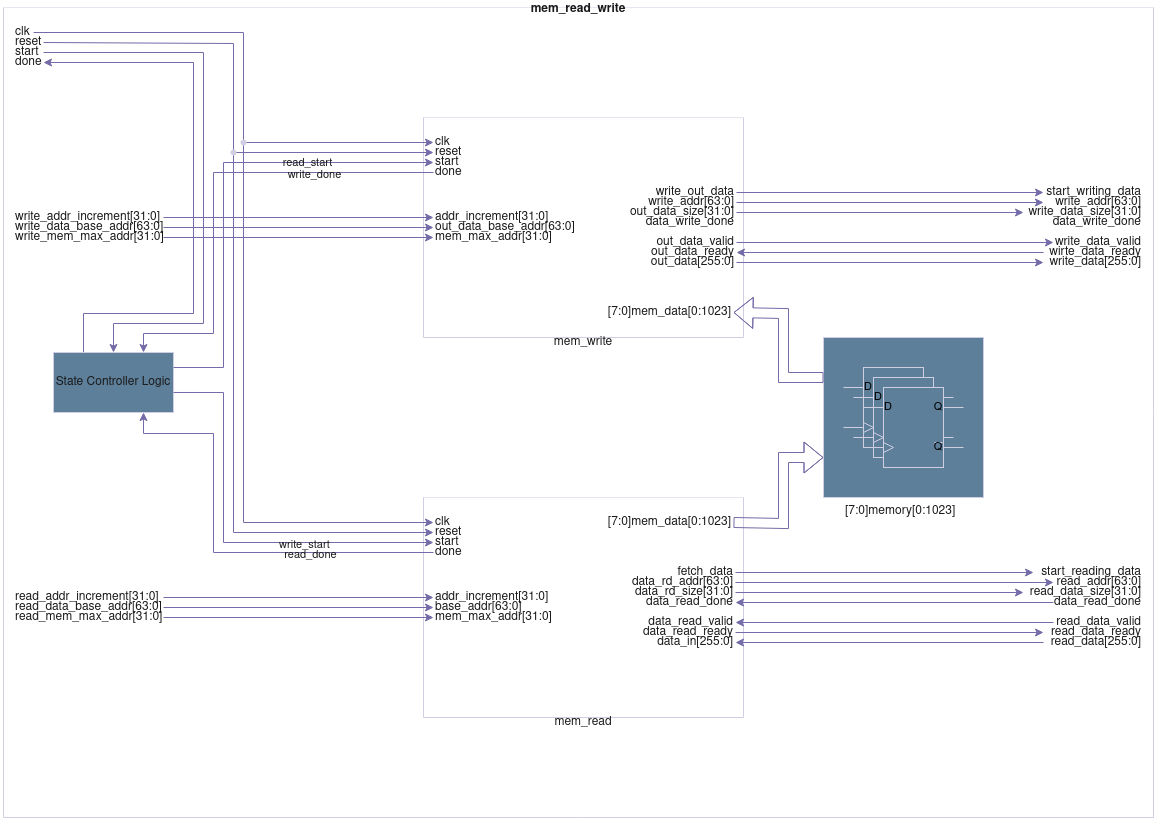 mem_read_write
clk
reset
start
done
clk
reset
read_start start
write_done done
write_addr_increment[31:0]
write_data_base_addr[63:0]
write_mem_max_addr[31:0]
addr_increment[31:0]
out_data_base_addr[63:0]
mem_max_addr[31:0]
write_out_data
write_addr[63:0]
out_data_size[31:0]
data_write_done
out_data_valid
out_data_ready
out_data[255:0]
start_writing_data
write_addr[63:0]
write_data_size[31:0]
data_write_done
write_data_valid
wirte_data_ready
write_data[255:0]
[7:0]mem_data[0:1023]
mem_write
State Controller Logic
D
D
D Q
Q
[7:0]memory[0:1023]
clk
reset
write_start start
read_done done
[7:0]mem_data[0:1023]
read_addr_increment[31:0]
read_data_base_addr[63:0]
read_mem_max_addr[31:0]
addr_increment[31:0]
base_addr[63:0]
mem_max_addr[31:0]
fetch_data
data_rd_addr[63:0]
data_rd_size[31:0]
data_read_done
data_read_valid
data_read_ready
data_in[255:0]
start_reading_data
read_addr[63:0]
read_data_size[31:0]
data_read_done
read_data_valid
read_data_ready
read_data[255:0]
mem_read